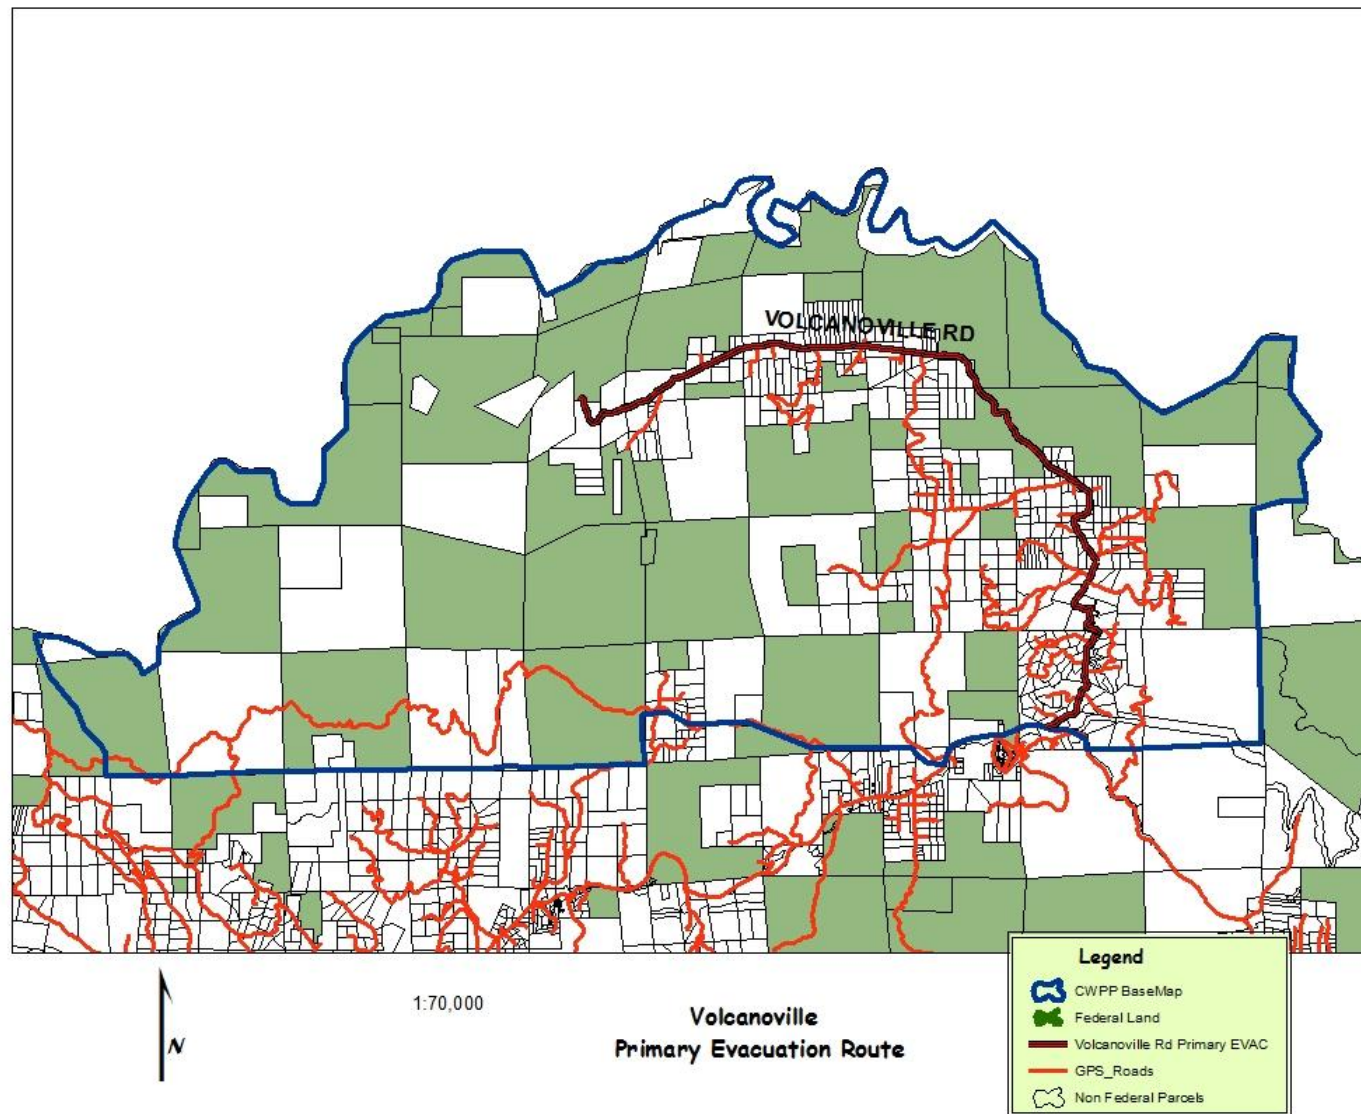 VOLCANOVILLE RD
N
1:70,000
Volcanoville
Primary Evacuation Route
Legend
CWPP BaseMap
Federal Land
Volcanoville Rd Primary EVAC
GPS_Roads
Non Federal Parcels